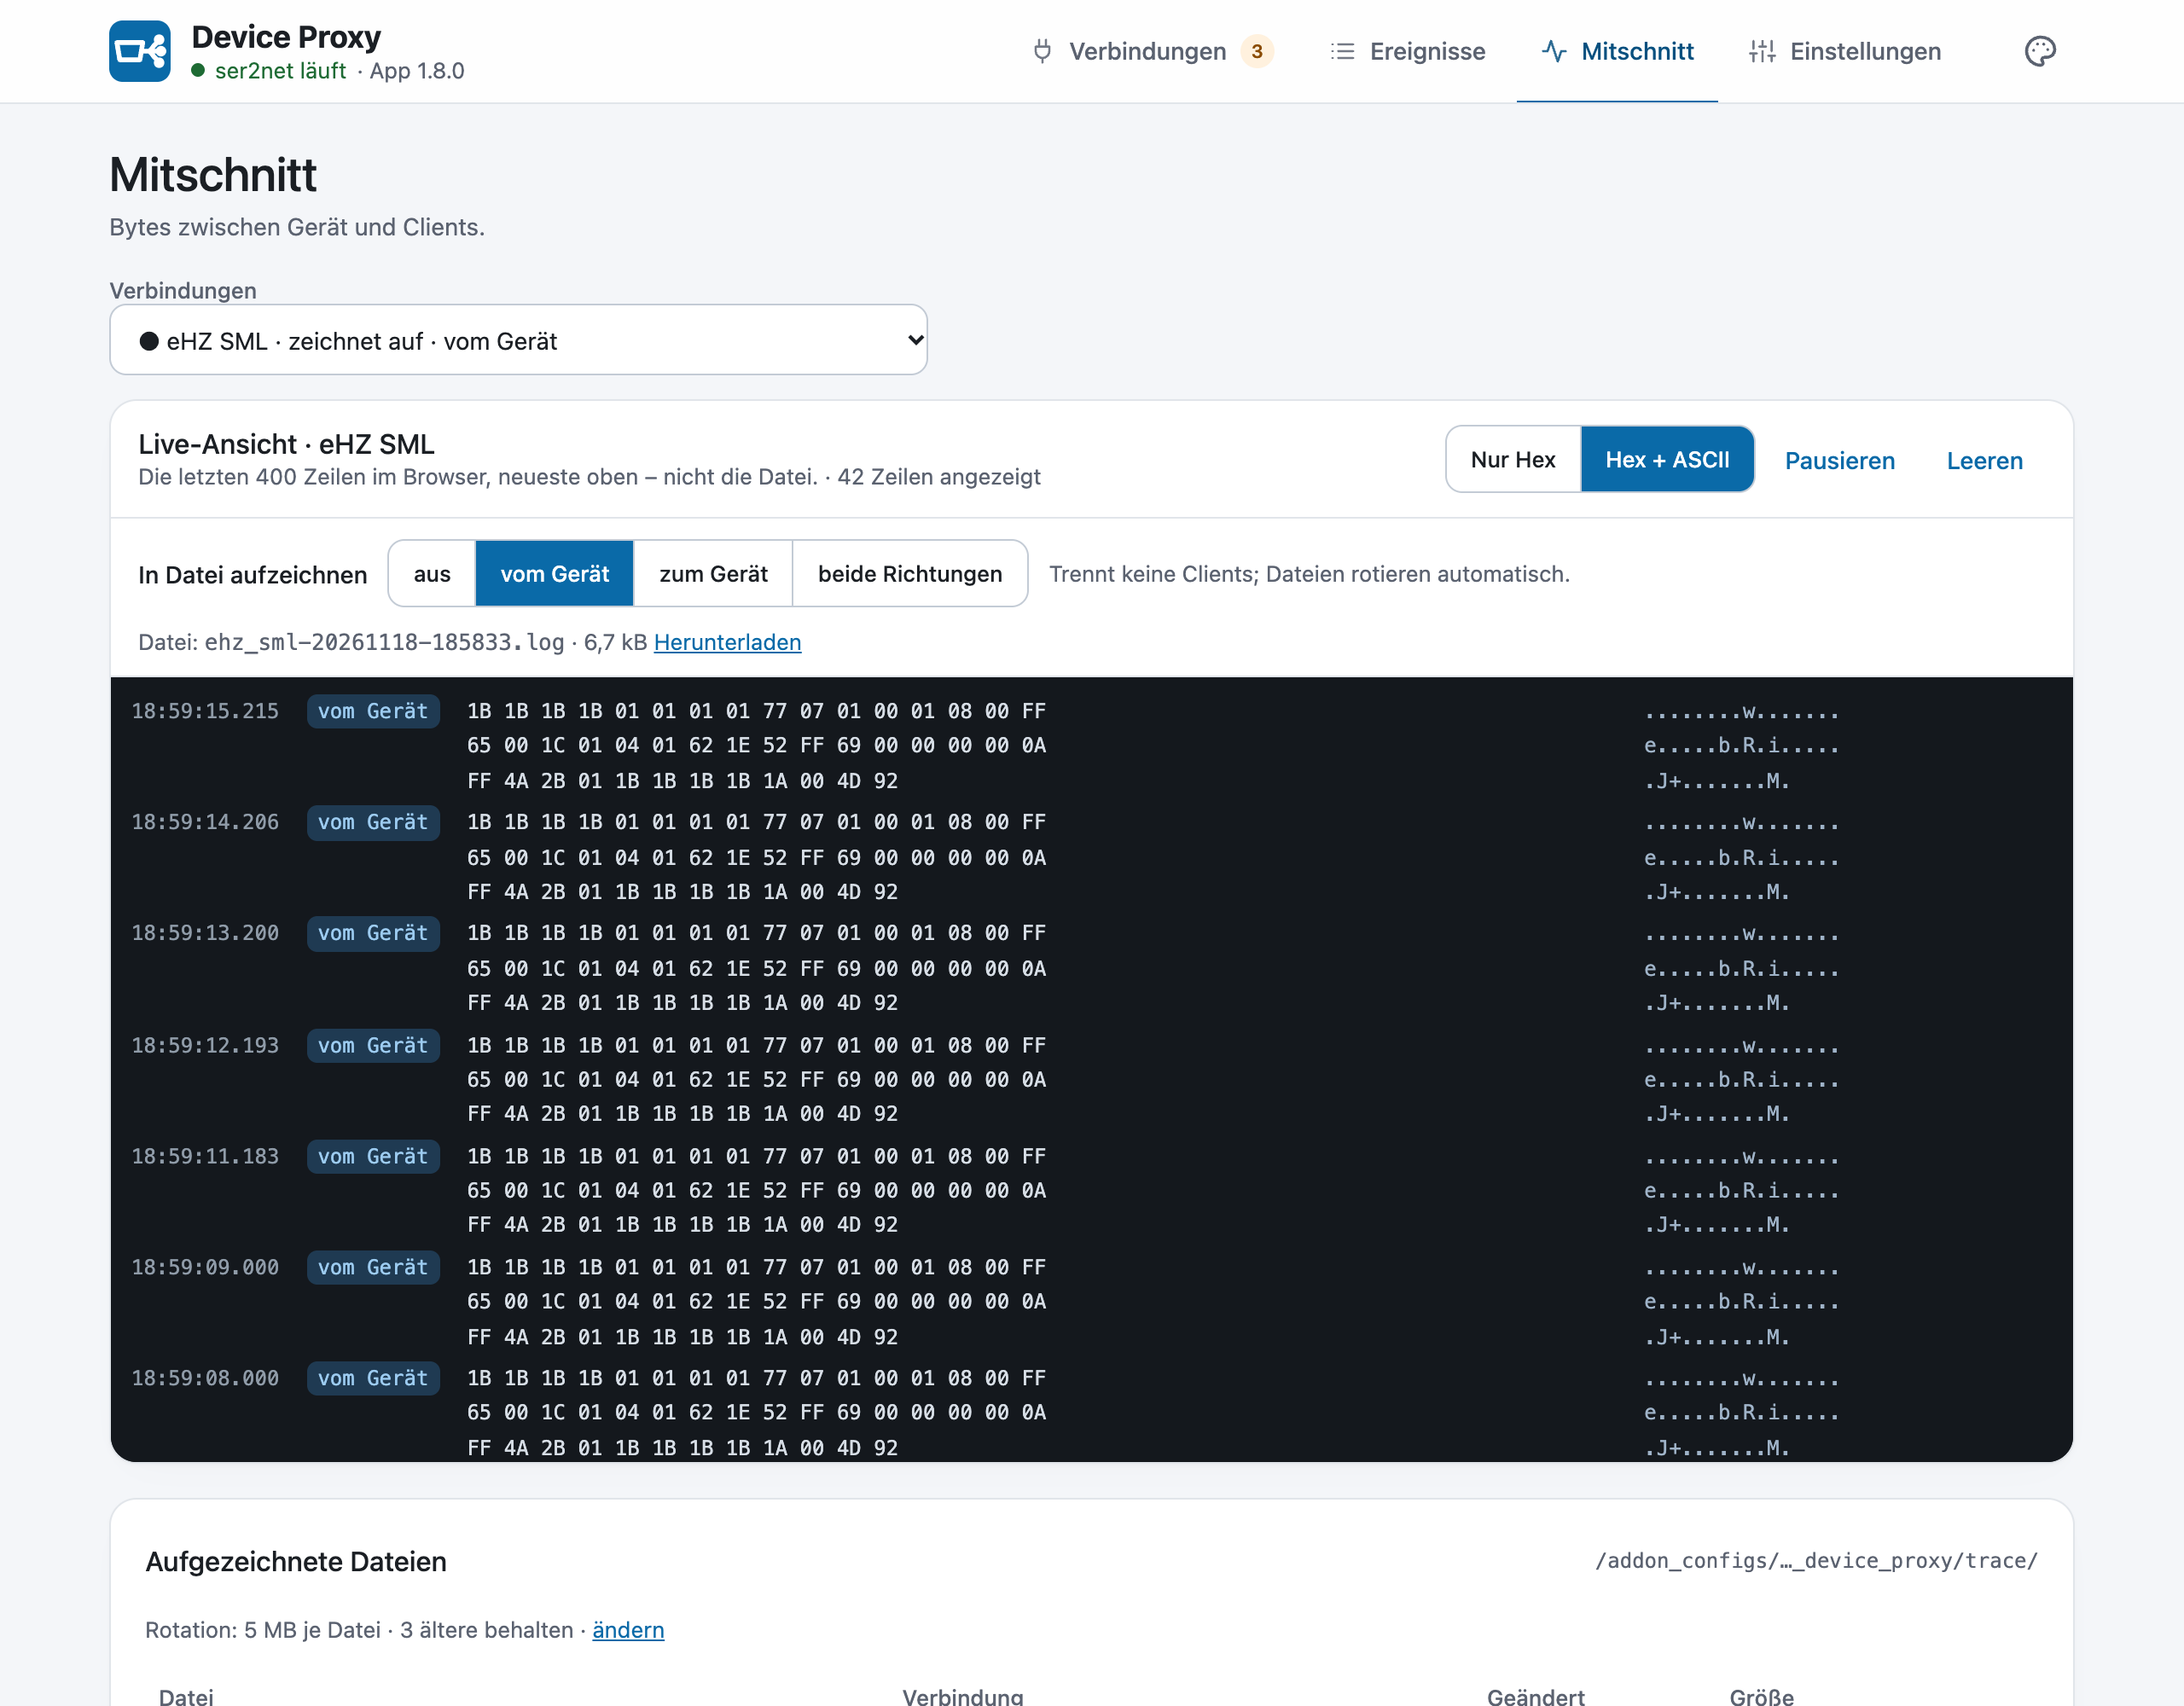 Device Proxy
ser2net läuft · App 1.8.0
Verbindungen 3
Ereignisse
Mitschnitt
Einstellungen
Mitschnitt
Bytes zwischen Gerät und Clients.
Verbindungen
● eHZ SML · zeichnet auf · vom Gerät
Live-Ansicht · eHZ SML
Die letzten 400 Zeilen im Browser, neueste oben – nicht die Datei. · 42 Zeilen angezeigt
Nur Hex
Hex + ASCII
Pausieren
Leeren
In Datei aufzeichnen
aus
vom Gerät
zum Gerät
beide Richtungen
Trennt keine Clients; Dateien rotieren automatisch.
Datei: ehz_sml-20261118-185833.log · 6,7 kB Herunterladen
18:59:15.215 vom Gerät 1B 1B 1B 1B 01 01 01 01 77 07 01 00 01 08 00 FF ........w.......
65 00 1C 01 04 01 62 1E 52 FF 69 00 00 00 00 0A e.....b.R.i.....
FF 4A 2B 01 1B 1B 1B 1B 1A 00 4D 92 .J+.......M.
18:59:14.206 vom Gerät 1B 1B 1B 1B 01 01 01 01 77 07 01 00 01 08 00 FF ........w.......
65 00 1C 01 04 01 62 1E 52 FF 69 00 00 00 00 0A e.....b.R.i.....
FF 4A 2B 01 1B 1B 1B 1B 1A 00 4D 92 .J+.......M.
18:59:13.200 vom Gerät 1B 1B 1B 1B 01 01 01 01 77 07 01 00 01 08 00 FF ........w.......
65 00 1C 01 04 01 62 1E 52 FF 69 00 00 00 00 0A e.....b.R.i.....
FF 4A 2B 01 1B 1B 1B 1B 1A 00 4D 92 .J+.......M.
18:59:12.193 vom Gerät 1B 1B 1B 1B 01 01 01 01 77 07 01 00 01 08 00 FF ........w.......
65 00 1C 01 04 01 62 1E 52 FF 69 00 00 00 00 0A e.....b.R.i.....
FF 4A 2B 01 1B 1B 1B 1B 1A 00 4D 92 .J+.......M.
18:59:11.183 vom Gerät 1B 1B 1B 1B 01 01 01 01 77 07 01 00 01 08 00 FF ........w.......
65 00 1C 01 04 01 62 1E 52 FF 69 00 00 00 00 0A e.....b.R.i.....
FF 4A 2B 01 1B 1B 1B 1B 1A 00 4D 92 .J+.......M.
18:59:09.000 vom Gerät 1B 1B 1B 1B 01 01 01 01 77 07 01 00 01 08 00 FF ........w.......
65 00 1C 01 04 01 62 1E 52 FF 69 00 00 00 00 0A e.....b.R.i.....
FF 4A 2B 01 1B 1B 1B 1B 1A 00 4D 92 .J+.......M.
18:59:08.000 vom Gerät 1B 1B 1B 1B 01 01 01 01 77 07 01 00 01 08 00 FF ........w.......
65 00 1C 01 04 01 62 1E 52 FF 69 00 00 00 00 0A e.....b.R.i.....
FF 4A 2B 01 1B 1B 1B 1B 1A 00 4D 92 .J+.......M.
Aufgezeichnete Dateien
/addon_configs/…_device_proxy/trace/
Rotation: 5 MB je Datei · 3 ältere behalten · ändern
Datei Verbindung Geändert Größe